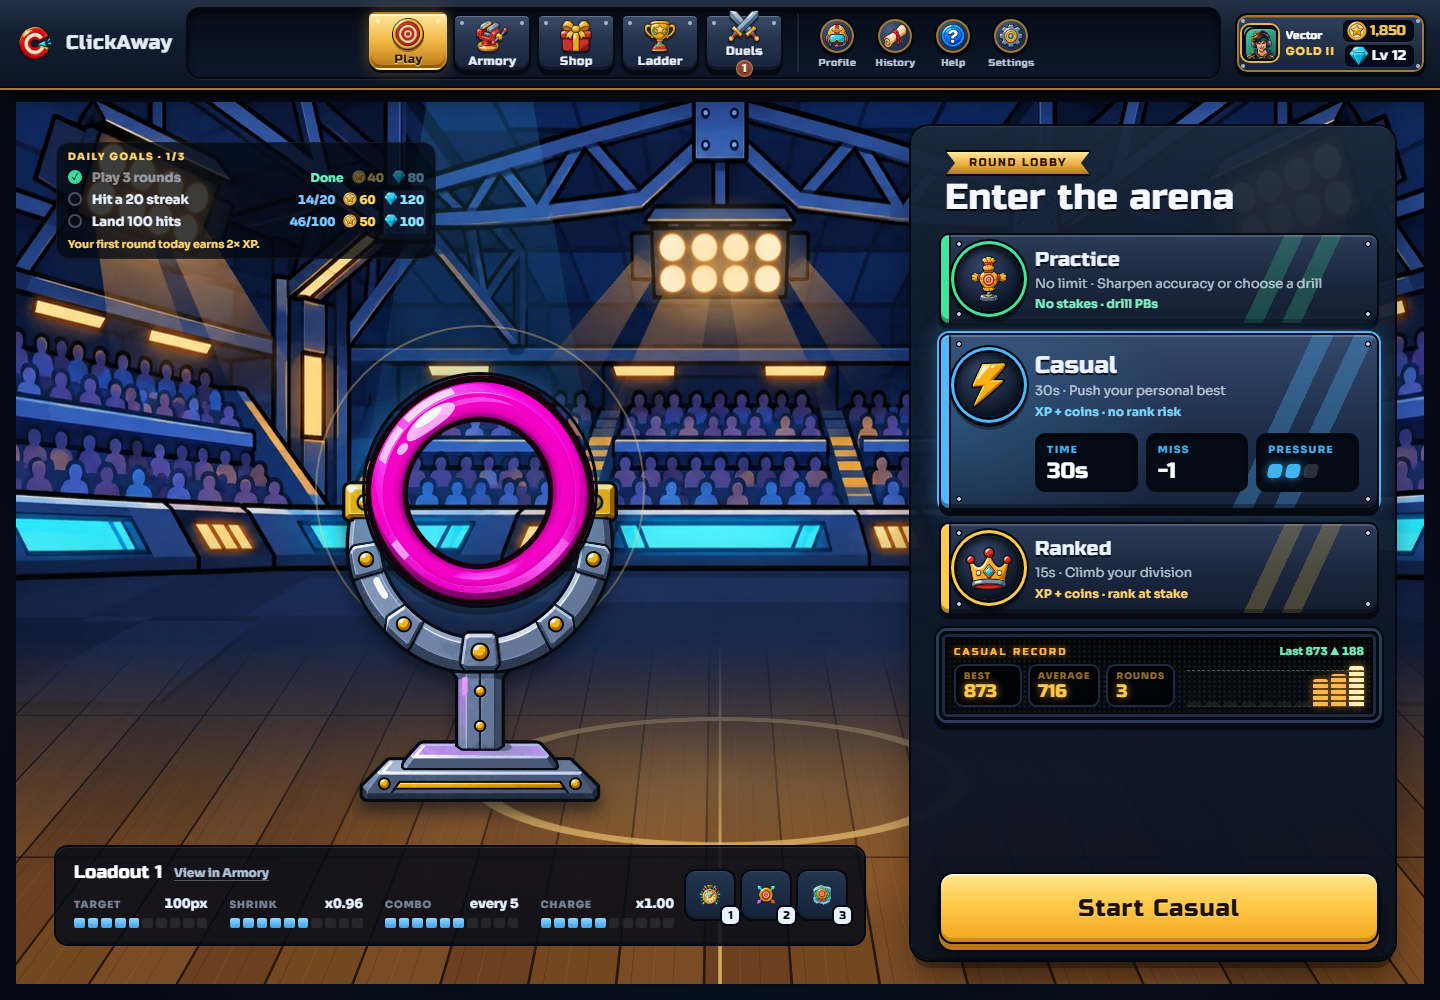 ClickAway
Play
Armory
Shop
Ladder
Duels
1
Profile
History
Help
Settings
Vector
GOLD II
1,850
Lv 12
DAILY GOALS · 1/3
Play 3 rounds Done 40 80
Hit a 20 streak 14/20 60 120
Land 100 hits 46/100 50 100
Your first round today earns 2× XP.
ROUND LOBBY
Enter the arena
Practice
No limit · Sharpen accuracy or choose a drill
No stakes · drill PBs
Casual
30s · Push your personal best
XP + coins · no rank risk
TIME
30s
MISS
-1
PRESSURE
Ranked
15s · Climb your division
XP + coins · rank at stake
CASUAL RECORD
Last 873 ▲ 188
BEST
873
AVERAGE
716
ROUNDS
3
Start Casual
Loadout 1 View in Armory
TARGET 100px
SHRINK x0.96
COMBO every 5
CHARGE x1.00
1
2
3